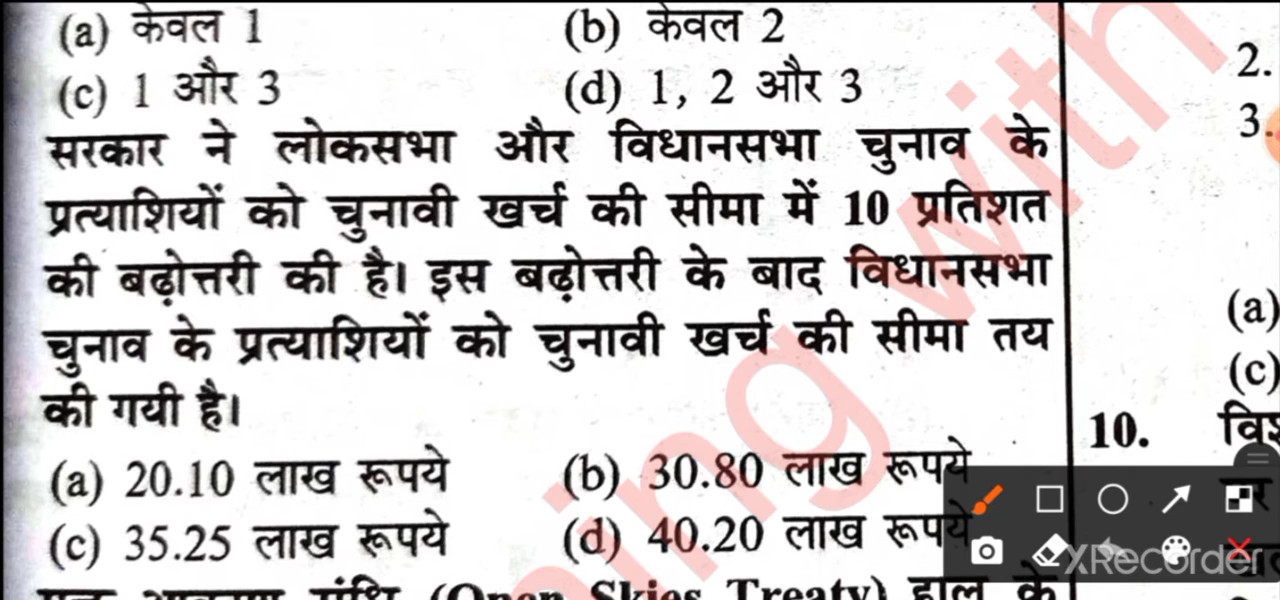 (a) केवल 1 (b) केवल 2
(c) 1 और 3 (d) 1, 2 और 3
सरकार ने लोकसभा और विधानसभा चुनाव के
प्रत्याशियों को चुनावी खर्च की सीमा में 10 प्रतिशत
की बढ़ोत्तरी की है। इस बढ़ोत्तरी के बाद विधानसभा
चुनाव के प्रत्याशियों को चुनावी खर्च की सीमा तय
की गयी है।
(a) 20.10 लाख रूपये (b) 30.80 लाख रूपये
(c) 35.25 लाख रूपये (d) 40.20 लाख रूपये
(Open Skies Treaty) हाल के
2.
3.
(a)
(c)
10.
with
XRecorder